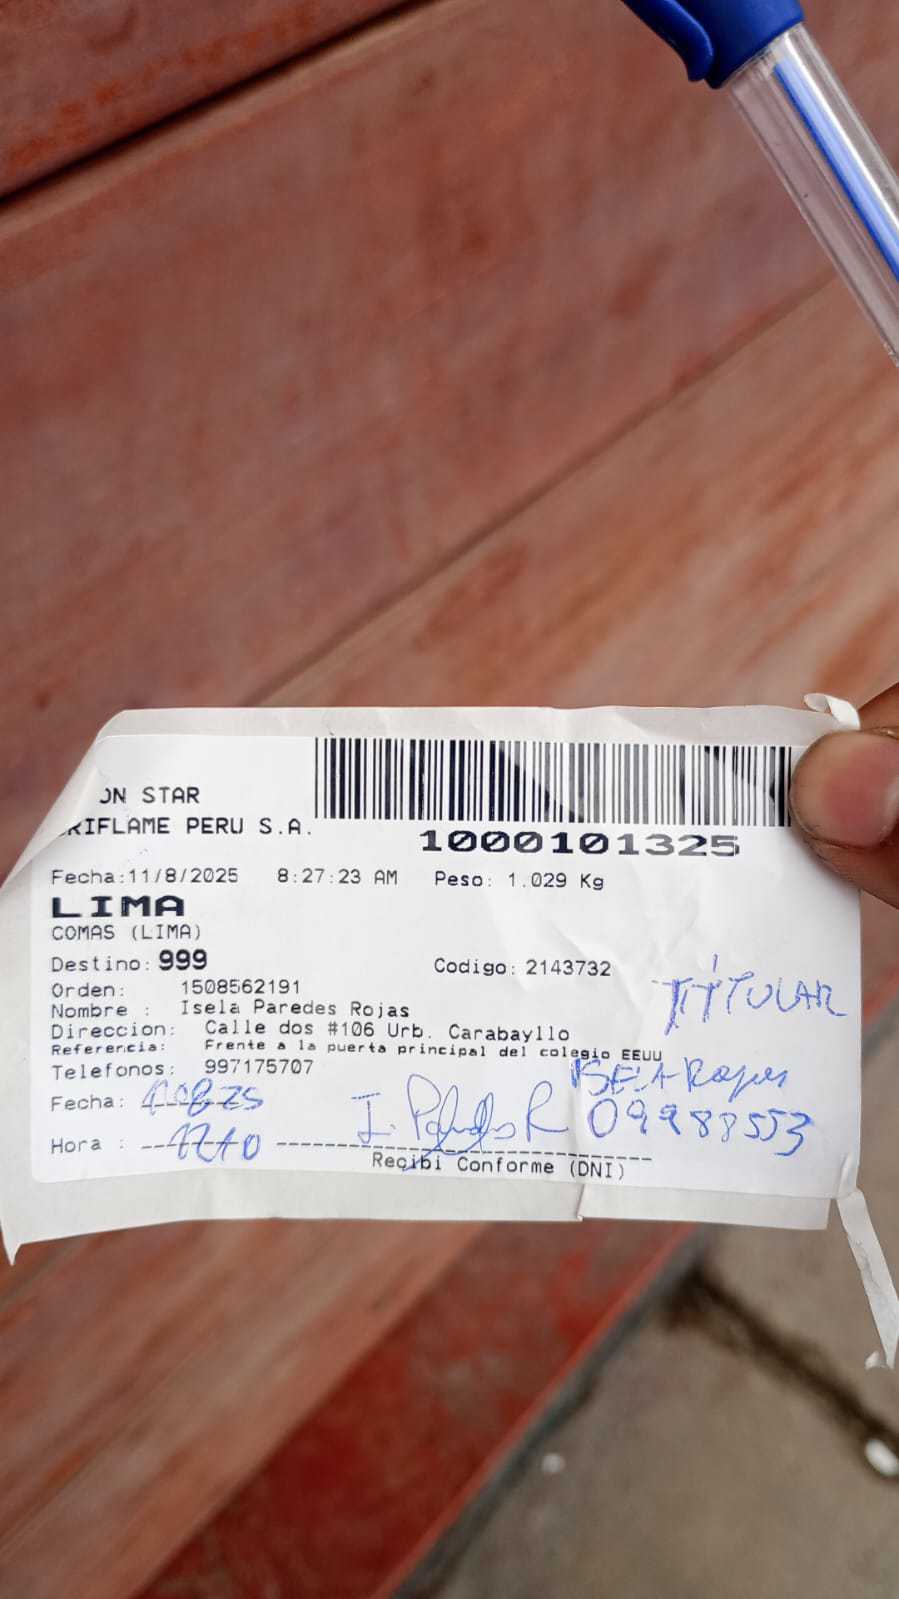 ON STAR
RIFLAME PERU S.A.
1000101325
Fecha:11/8/2025 8:27:23 AM Peso: 1.029 Kg
LIMA
COMAS (LIMA)
Destino: 999 Codigo: 2143732
Orden: 1508562191
TITULAR
Nombre : Isela Paredes Rojas
Direccion: Calle dos #106 Urb. Carabayllo
Referencia: Frente a la puerta principal del colegio EEUU
Telefonos: 997175707
ISELA Rojas
Fecha:
09988553
Hora :
Recibi Conforme (DNI)